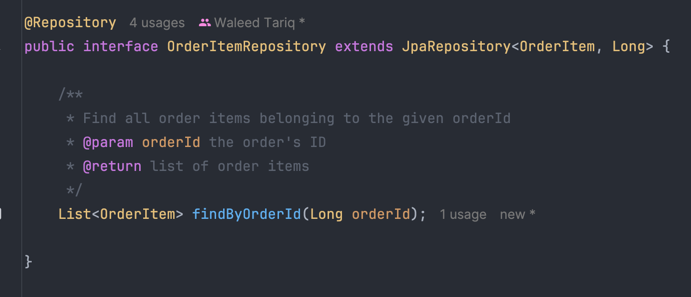 @Repository 4 usages Waleed Tariq *
public interface OrderItemRepository extends JpaRepository<OrderItem, Long> {
/**
* Find all order items belonging to the given orderId
* @param orderId the order's ID
* @return list of order items
*/
List<OrderItem> findByOrderId(Long orderId); 1 usage new *
}